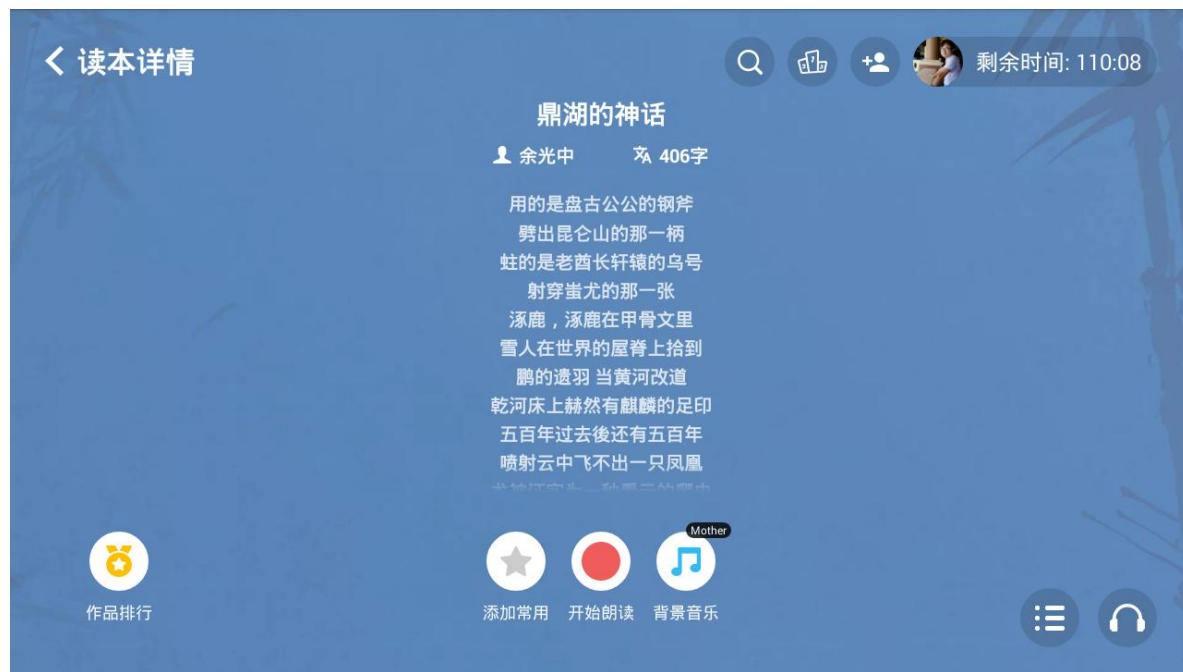 读本详情
剩余时间: 110:08
鼎湖的神话
余光中 406字
用的是盘古公公的钢斧
劈出昆仑山的那一柄
蛀的是老酋长轩辕的乌号
射穿蚩尤的那一张
涿鹿，涿鹿在甲骨文里
雪人在世界的屋脊上拾到
鹏的遗羽 当黄河改道
乾河床上赫然有麒麟的足印
五百年过去後还有五百年
喷射云中飞不出一只凤凰
Mother
作品排行
添加常用
开始朗读
背景音乐